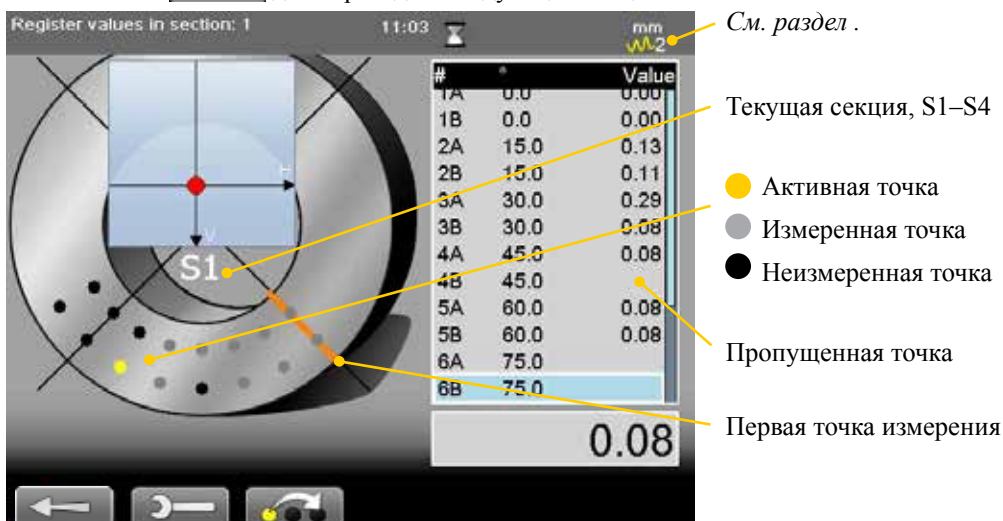 Register values in section: 1
11:03
mm
2
См. раздел .
# ° Value
1A 0.0 0.00
1B 0.0 0.00
2A 15.0 0.13
2B 15.0 0.11
3A 30.0 0.29
3B 30.0 0.08
4A 45.0 0.08
4B 45.0
5A 60.0 0.08
5B 60.0 0.08
6A 75.0
6B 75.0
0.08
H
V
S1
Текущая секция, S1–S4
Активная точка
Измеренная точка
Неизмеренная точка
Пропущенная точка
Первая точка измерения